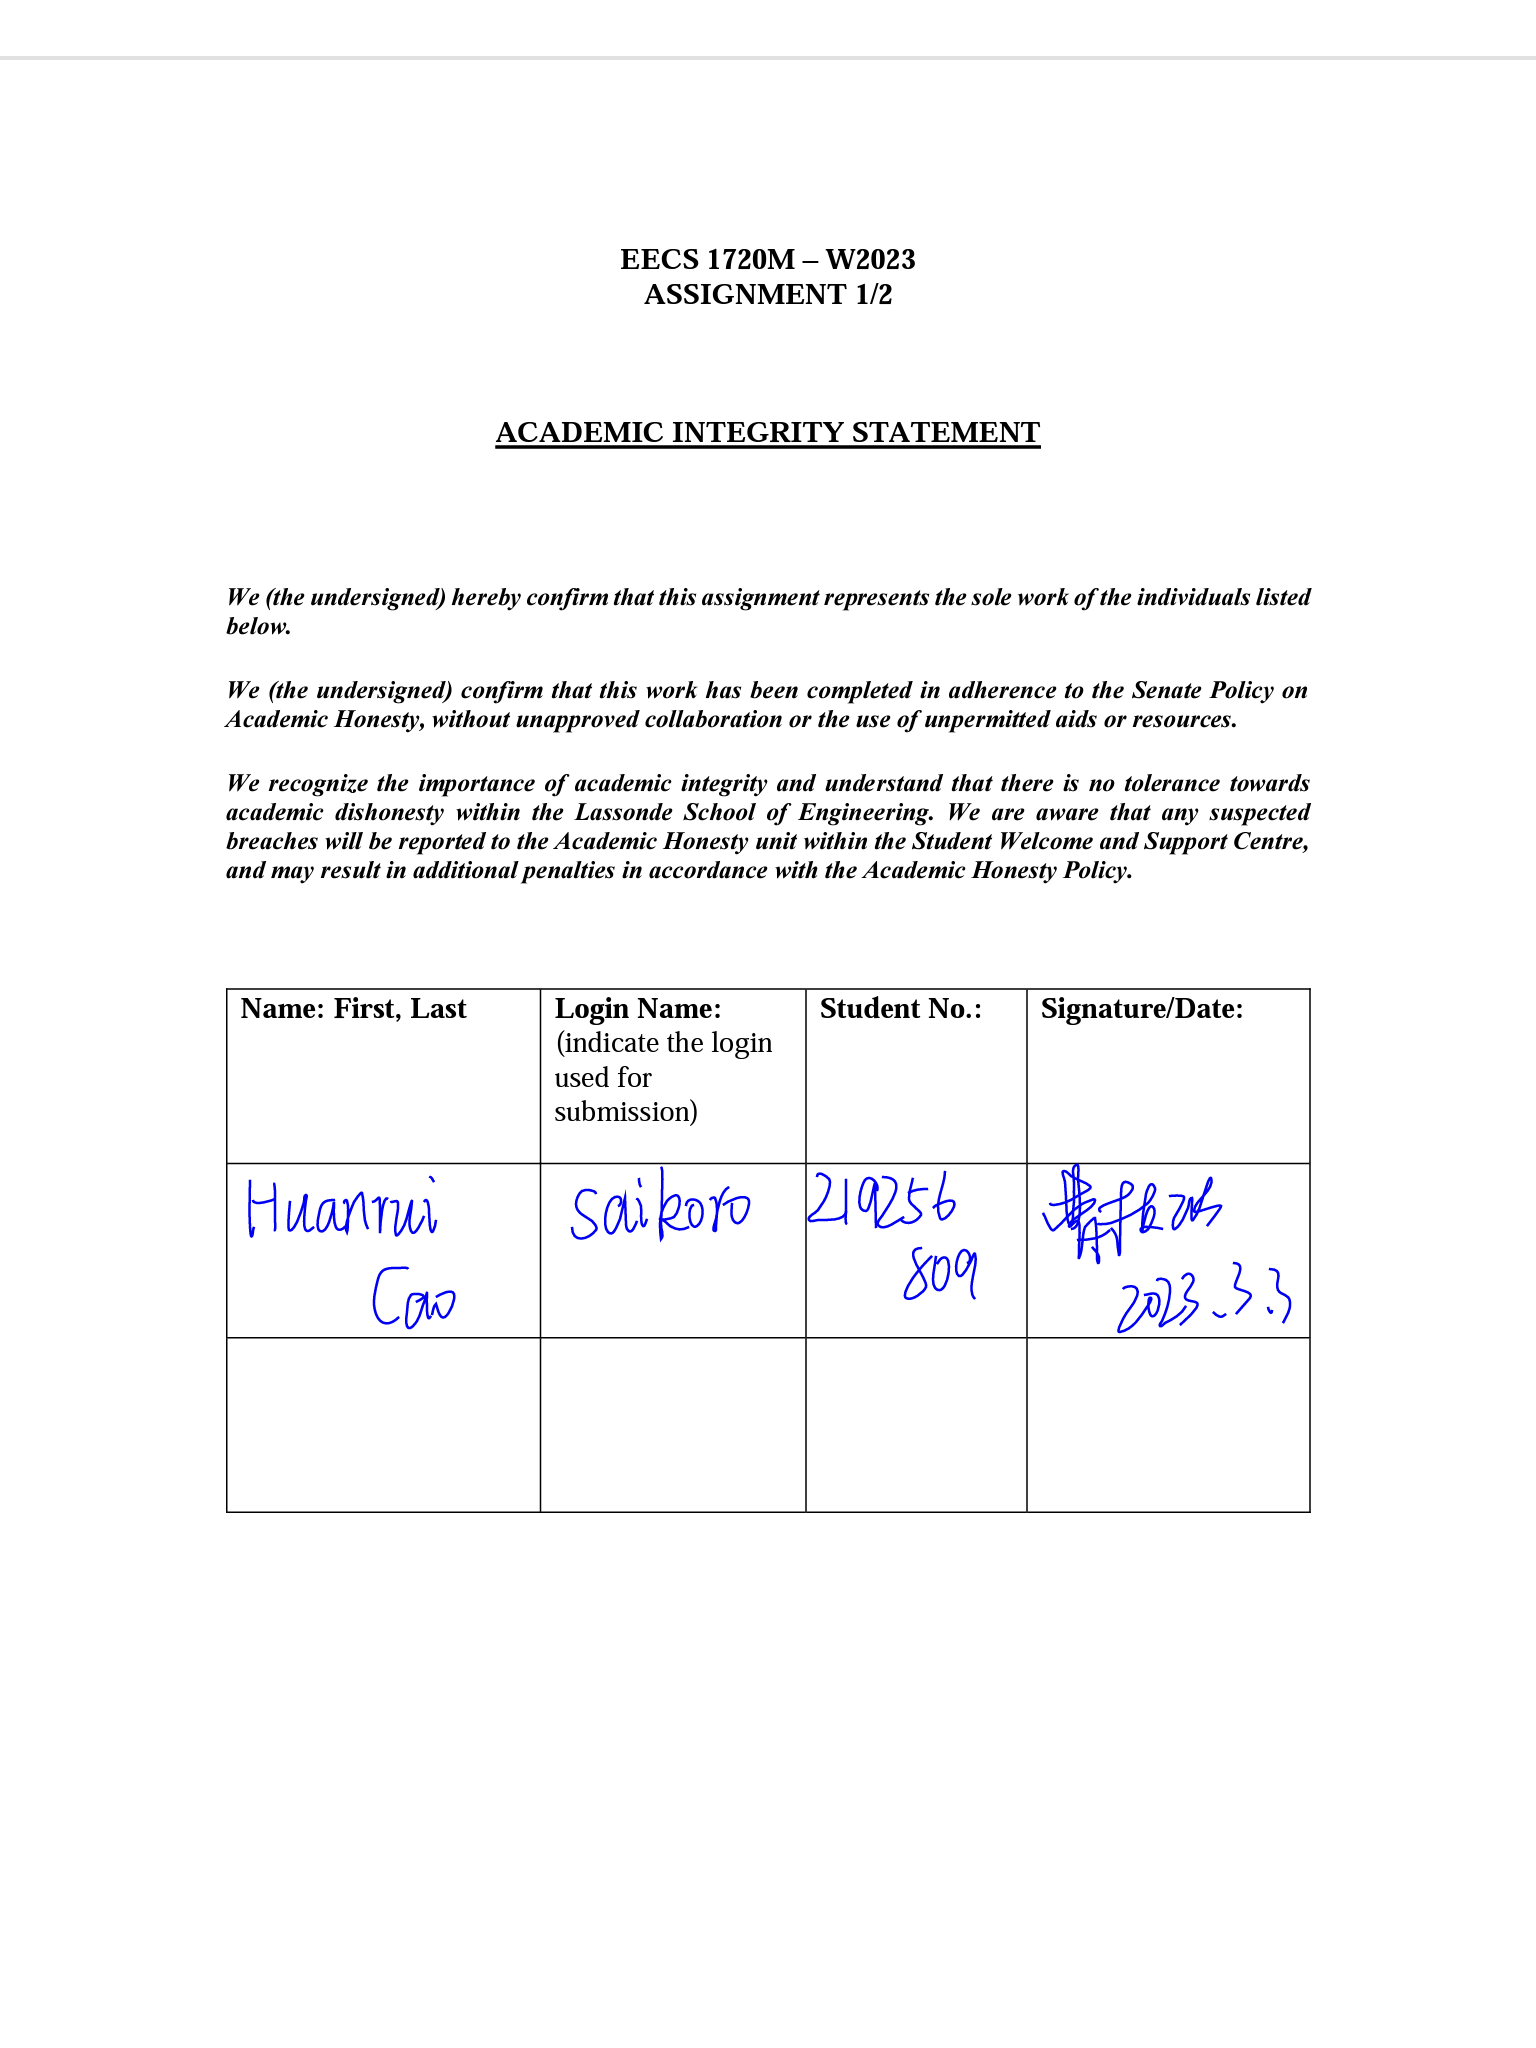 EECS 1720M – W2023
ASSIGNMENT 1/2
ACADEMIC INTEGRITY STATEMENT
We (the undersigned) hereby confirm that this assignment represents the sole work of the individuals listed
below.
We (the undersigned) confirm that this work has been completed in adherence to the Senate Policy on
Academic Honesty, without unapproved collaboration or the use of unpermitted aids or resources.
We recognize the importance of academic integrity and understand that there is no tolerance towards
academic dishonesty within the Lassonde School of Engineering. We are aware that any suspected
breaches will be reported to the Academic Honesty unit within the Student Welcome and Support Centre,
and may result in additional penalties in accordance with the Academic Honesty Policy.
Name: First, Last
Login Name:
(indicate the login
used for
submission)
Student No.:
Signature/Date:
Huanrui
Cao
saikoro
219256
809
2023.3.3